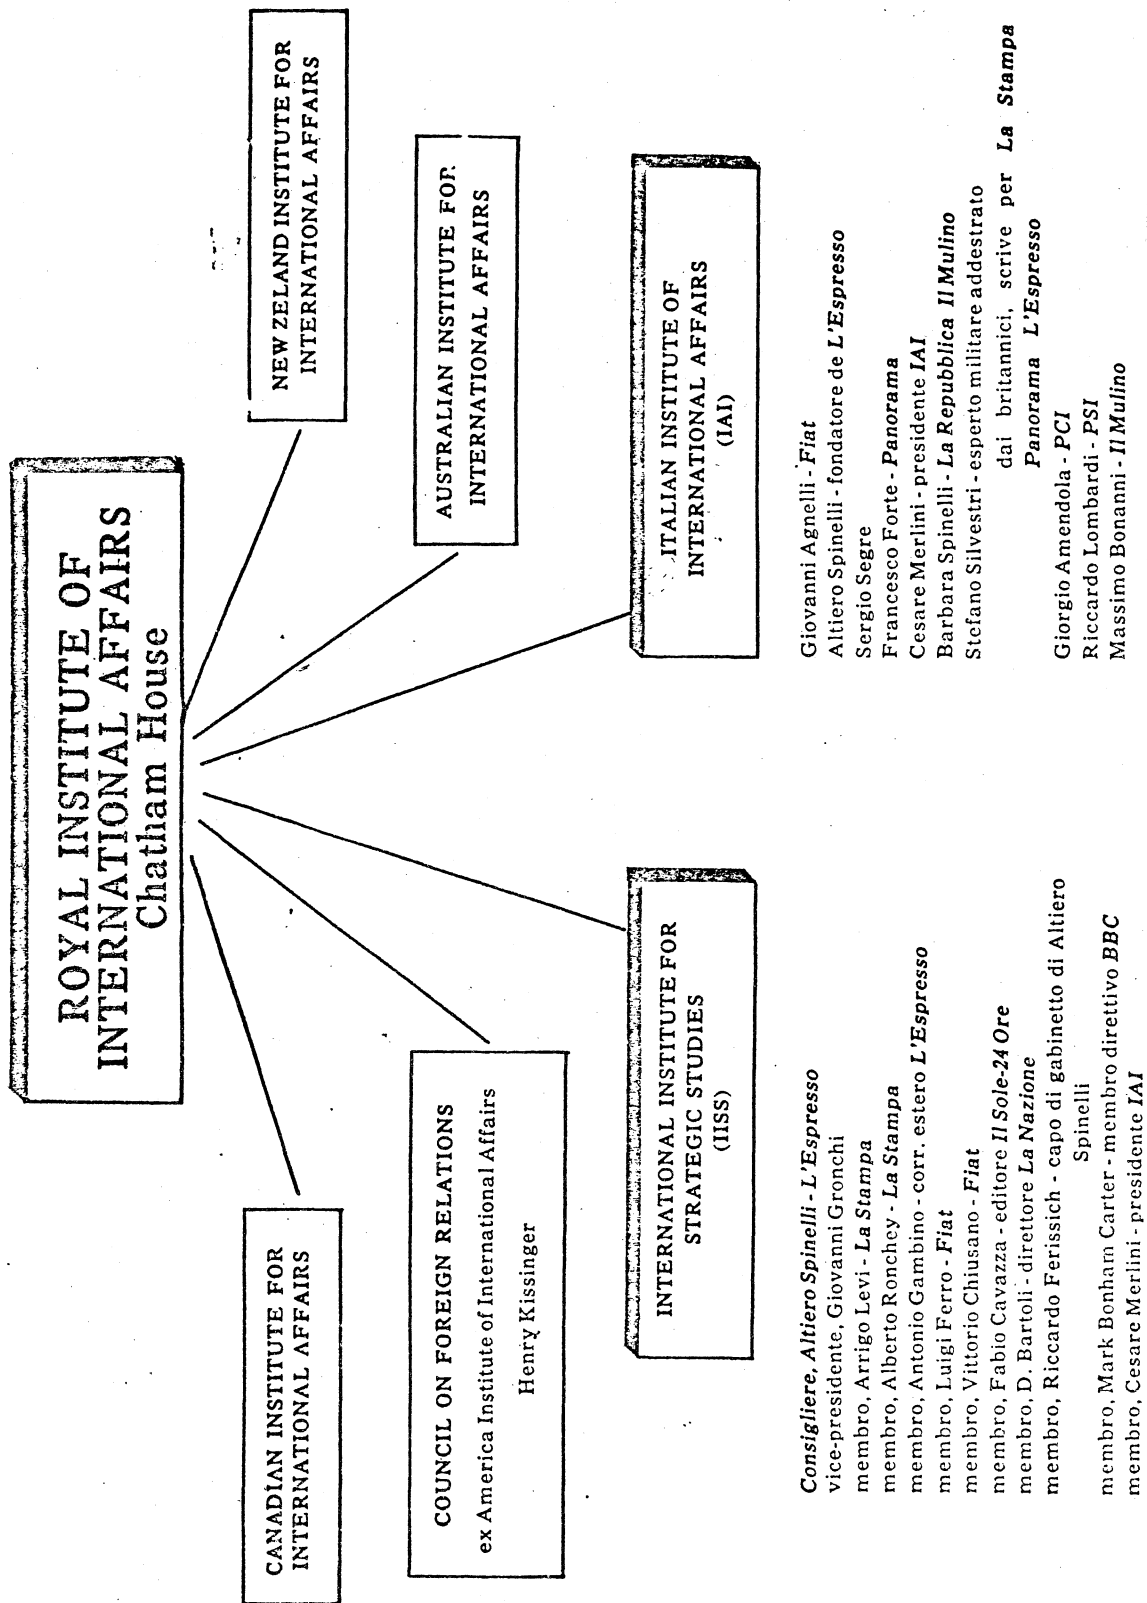 ROYAL INSTITUTE OF
INTERNATIONAL AFFAIRS
Chatham House
CANADIAN INSTITUTE FOR
INTERNATIONAL AFFAIRS
NEW ZELAND INSTITUTE FOR
INTERNATIONAL AFFAIRS
COUNCIL ON FOREIGN RELATIONS
ex America Institute of International Affairs
Henry Kissinger
AUSTRALIAN INSTITUTE FOR
INTERNATIONAL AFFAIRS
INTERNATIONAL INSTITUTE FOR
STRATEGIC STUDIES
(IISS)
ITALIAN INSTITUTE OF
INTERNATIONAL AFFAIRS
(IAI)
Consigliere, Altiero Spinelli - L'Espresso
vice-presidente, Giovanni Gronchi
membro, Arrigo Levi - La Stampa
membro, Alberto Ronchey - La Stampa
membro, Antonio Gambino - corr. estero L'Espresso
membro, Luigi Ferro - Fiat
membro, Vittorio Chiusano - Fiat
membro, Fabio Cavazza - editore Il Sole-24 Ore
membro, D. Bartoli - direttore La Nazione
membro, Riccardo Ferissich - capo di gabinetto di Altiero
Spinelli
membro, Mark Bonham Carter - membro direttivo BBC
membro, Cesare Merlini - presidente IAI
Giovanni Agnelli - Fiat
Altiero Spinelli - fondatore de L'Espresso
Sergio Segre
Francesco Forte - Panorama
Cesare Merlini - presidente IAI
Barbara Spinelli - La Repubblica Il Mulino
Stefano Silvestri - esperto militare addestrato
dai britannici, scrive per La Stampa
Panorama L'Espresso
Giorgio Amendola - PCI
Riccardo Lombardi - PSI
Massimo Bonanni - Il Mulino